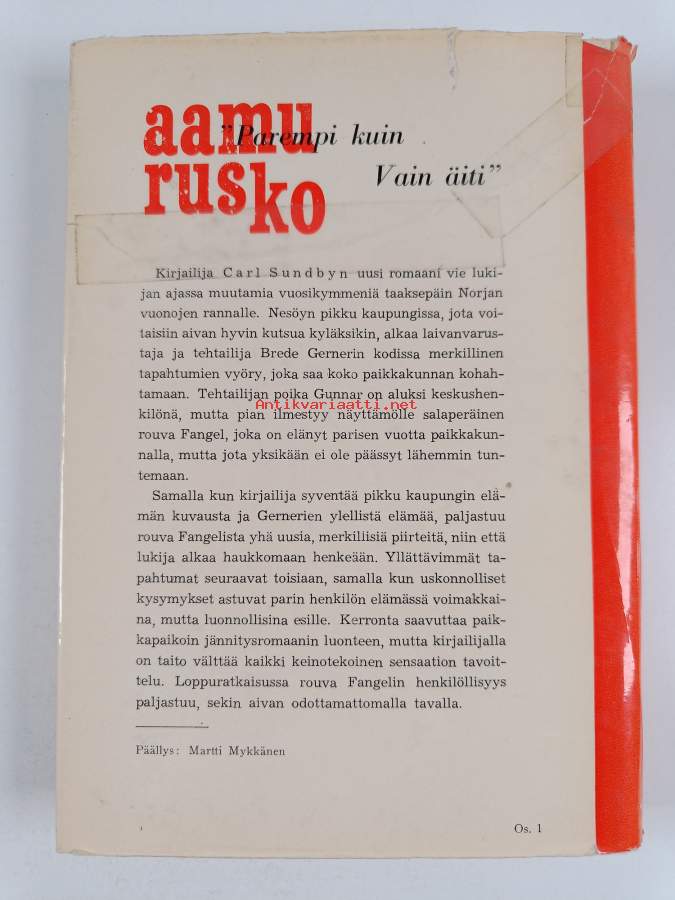 aamu
rusko
"Parempi kuin
Vain äiti"
Kirjailija Carl Sundbyn uusi romaani vie luki-
jan ajassa muutamia vuosikymmeniä taaksepäin Norjan
vuonojen rannalle. Nesöyn pikku kaupungissa, jota voi-
taisiin aivan hyvin kutsua kyläksikin, alkaa laivanvarus-
taja ja tehtailija Brede Gernerin kodissa merkillinen
tapahtumien vyöry, joka saa koko paikkakunnan kohah-
tamaan. Tehtailijan poika Gunnar on aluksi keskushen-
Antikvariaatti.net
kilönä, mutta pian ilmestyy näyttämölle salaperäinen
rouva Fangel, joka on elänyt parisen vuotta paikkakun-
nalla, mutta jota yksikään ei ole päässyt lähemmin tun-
temaan.
Samalla kun kirjailija syventää pikku kaupungin elä-
män kuvausta ja Gernerien ylellistä elämää, paljastuu
rouva Fangelista yhä uusia, merkiliisiä piirteitä, niin että
lukija alkaa haukkomaan henkeään. Yllättävimmät ta-
pahtumat seuraavat toisiaan, samalla kun uskonnolliset
kysymykset astuvat parin henkilön elämässä voimakkai-
na, mutta luonnollisina esille. Kerronta saavuttaa paik-
kapaikoin jännitysromaanin luonteen, mutta kirjailijalla
on taito välttää kaikki keinotekoinen sensaation tavoit-
telu. Loppuratkaisussa rouva Fangelin henkilöllisyys
paljastuu, sekin aivan odottamattomalla tavalla.
Päällys: Martti Mykkänen
Os. 1